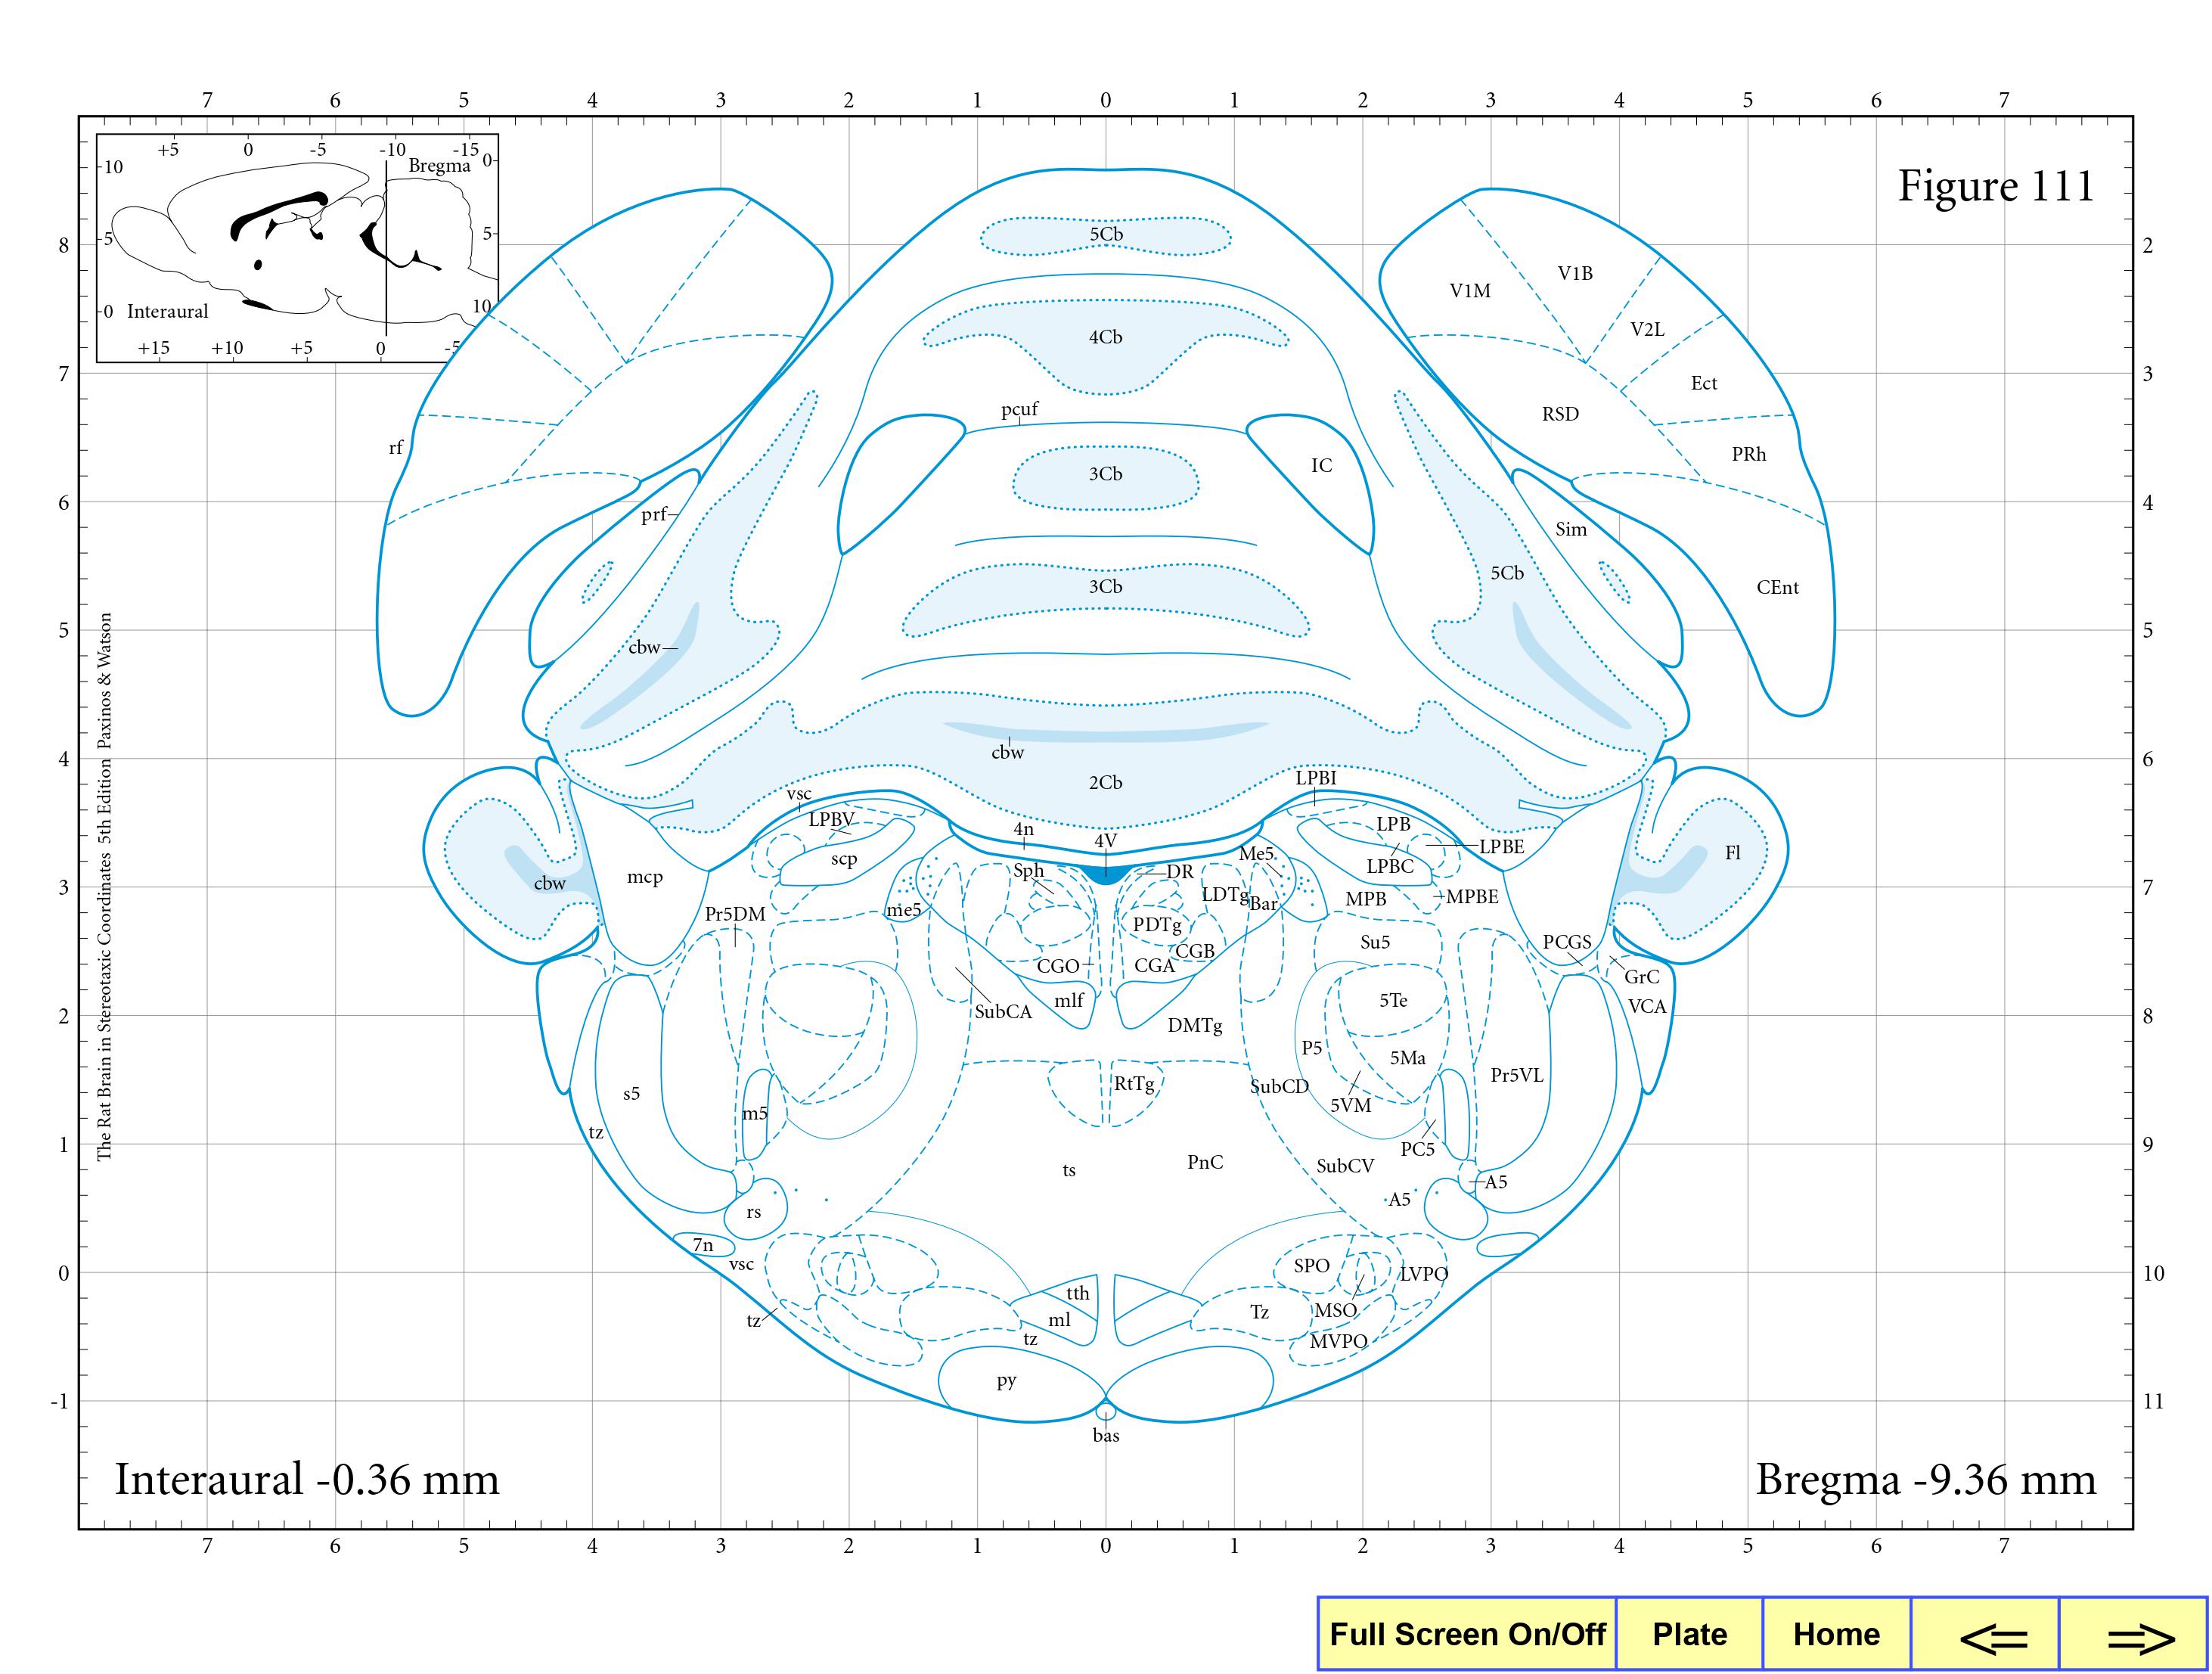 7 6 5 4 3 2 1 0 1 2 3 4 5 6 7
+5 0 -5 -10 -15
Bregma 0
10
Figure 111
5 5
8 5Cb 2
V1B
V1M
10
0 Interaural
V2L
4Cb
+15 +10 +5 0 -5
7 3
Ect
pcuf
RSD
rf
PRh
IC
3Cb
6 4
prf
Sim
5Cb
3Cb
CEnt
5 5
cbw
The Rat Brain in Stereotaxic Coordinates 5th Edition Paxinos & Watson
cbw
4 6
2Cb
LPBI
vsc
LPBV
4n
LPB
4V
LPBE
scp
Me5
LPBC
Fl
Sph
DR
mcp
cbw
3 7
LDTg
MPBE
MPB
Bar
me5
Pr5DM
PDTg
Su5
PCGS
CGB
CGO
CGA
GrC
mlf
5Te
VCA
SubCA
2 8
DMTg
P5
5Ma
Pr5VL
RtTg
SubCD
s5
5VM
m5
tz
1 9
PC5
PnC
SubCV
ts
A5
A5
rs
7n
vsc
SPO
LVPO
0 10
tth
MSO
Tz
ml
tz
tz
MVPO
py
-1 11
bas
Interaural -0.36 mm
Bregma -9.36 mm
7 6 5 4 3 2 1 0 1 2 3 4 5 6 7
Full Screen On/Off Plate Home <= =>